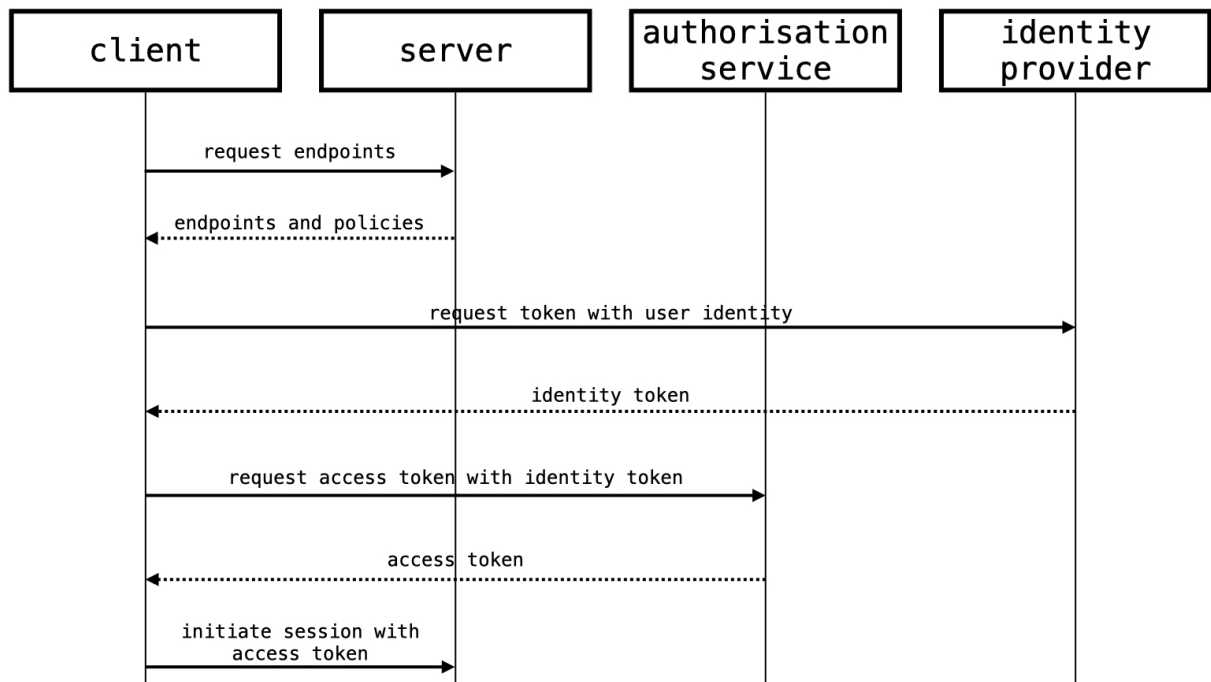 client
server
authorisation
service
identity
provider
request endpoints
endpoints and policies
request token with user identity
identity token
request access token with identity token
access token
initiate session with
access token